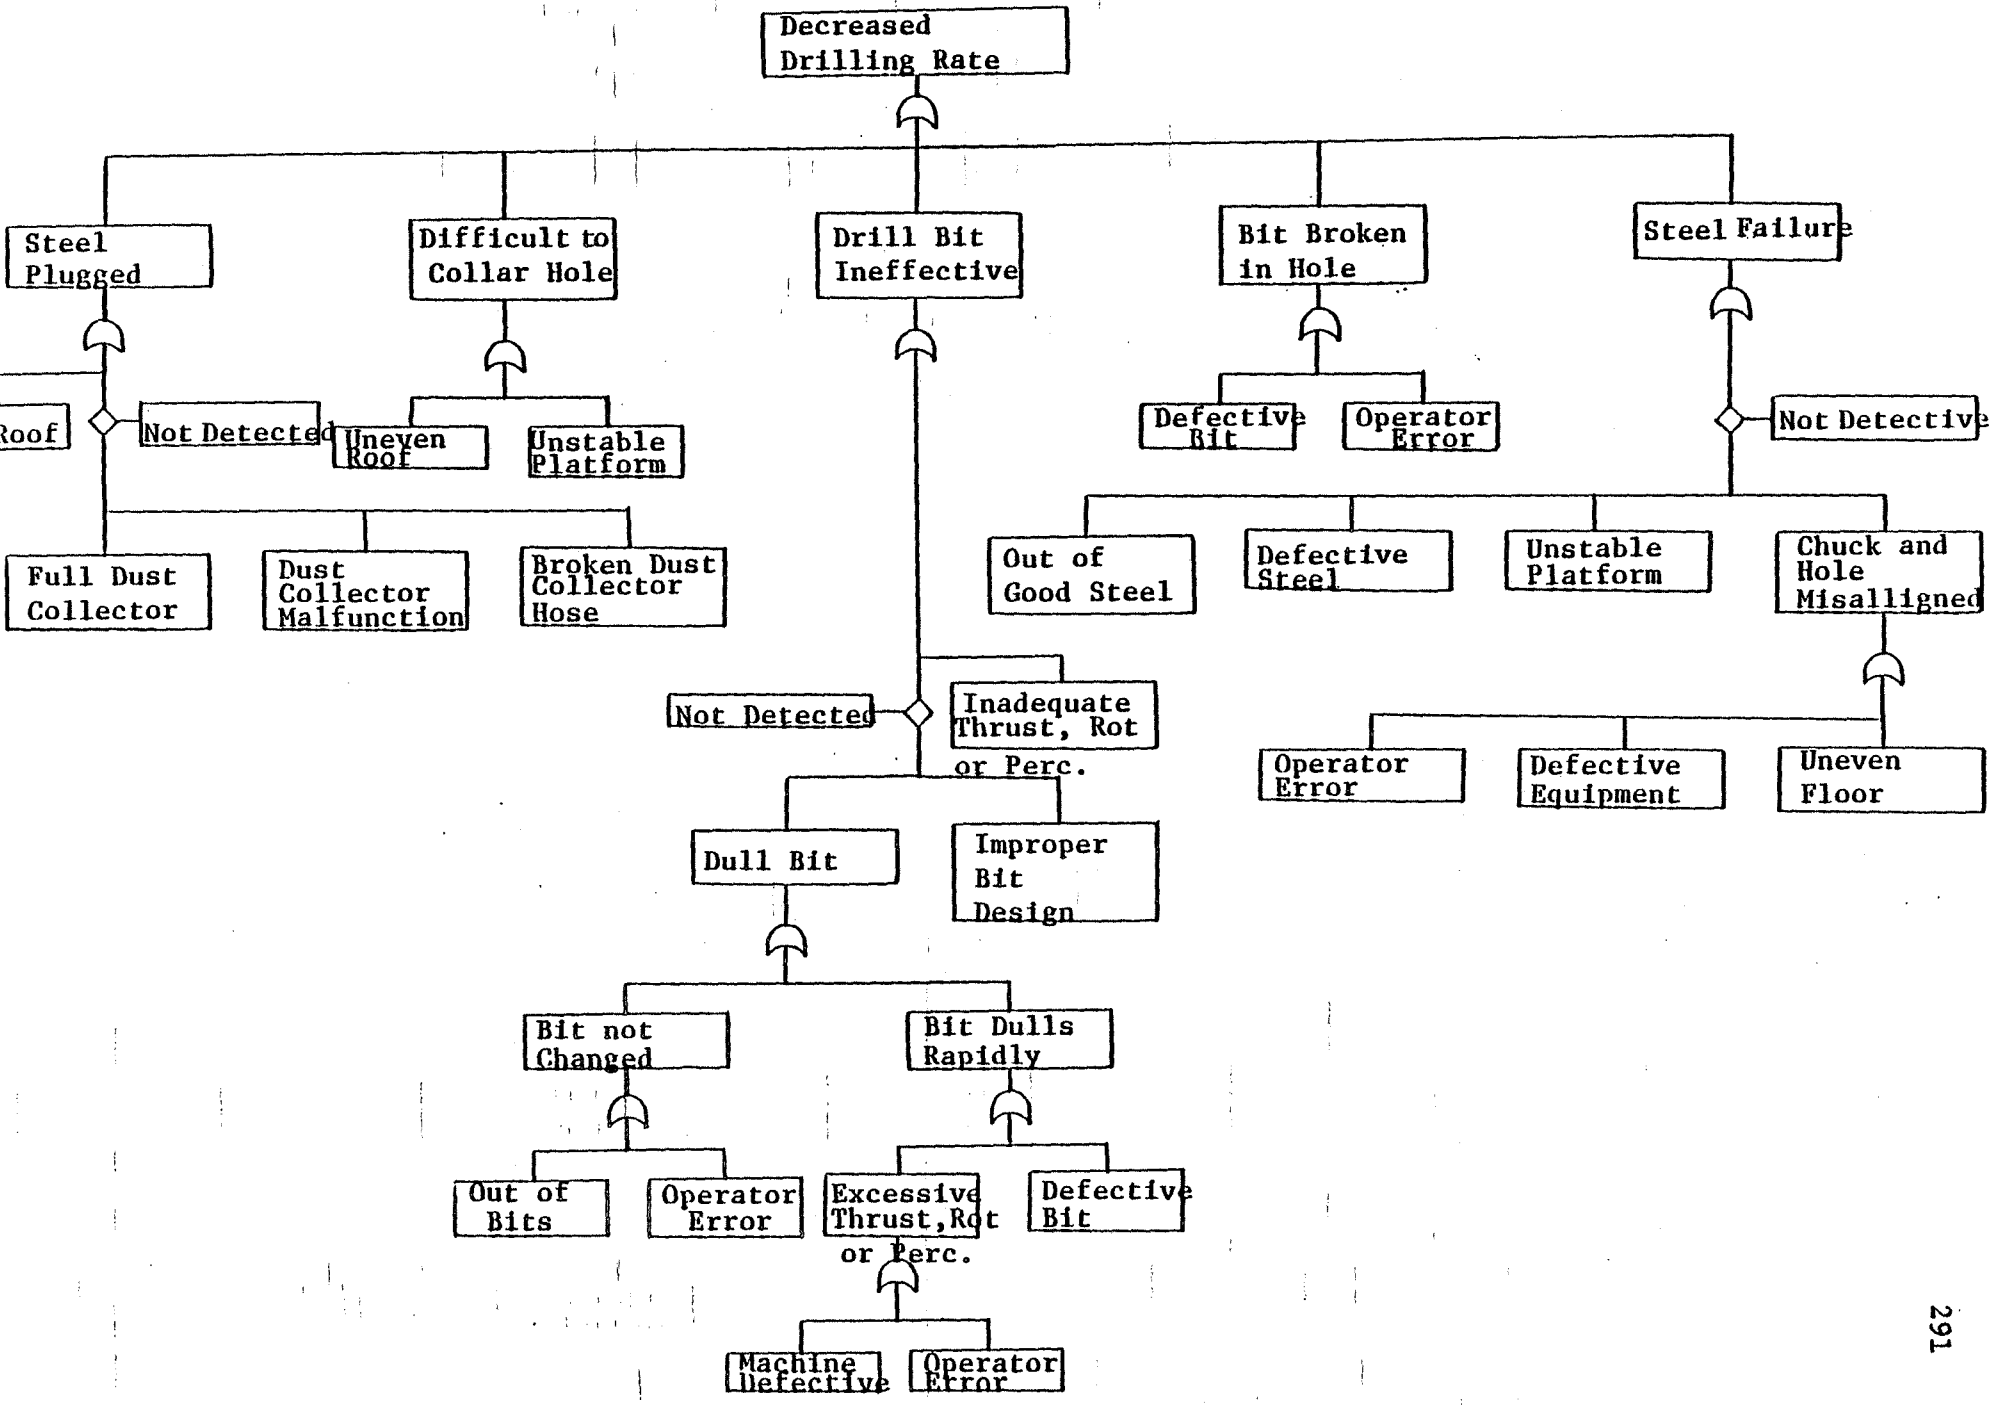 Decreased
Drilling Rate
Steel
Plugged
Difficult to
Collar Hole
Drill Bit
Ineffective
Bit Broken
in Hole
Steel Failure
Roof
Not Detected
Uneven
Roof
Unstable
Platform
Defective
Bit
Operator
Error
Not Detective
Full Dust
Collector
Dust
Collector
Malfunction
Broken Dust
Collector
Hose
Out of
Good Steel
Defective
Steel
Unstable
Platform
Chuck and
Hole
Misalligned
Not Detected
Inadequate
Thrust, Rot
or Perc.
Operator
Error
Defective
Equipment
Uneven
Floor
Dull Bit
Improper
Bit
Design
Bit not
Changed
Bit Dulls
Rapidly
Out of
Bits
Operator
Error
Excessive
Thrust,Rot
or Perc.
Defective
Bit
Machine
Defective
Operator
Error
291